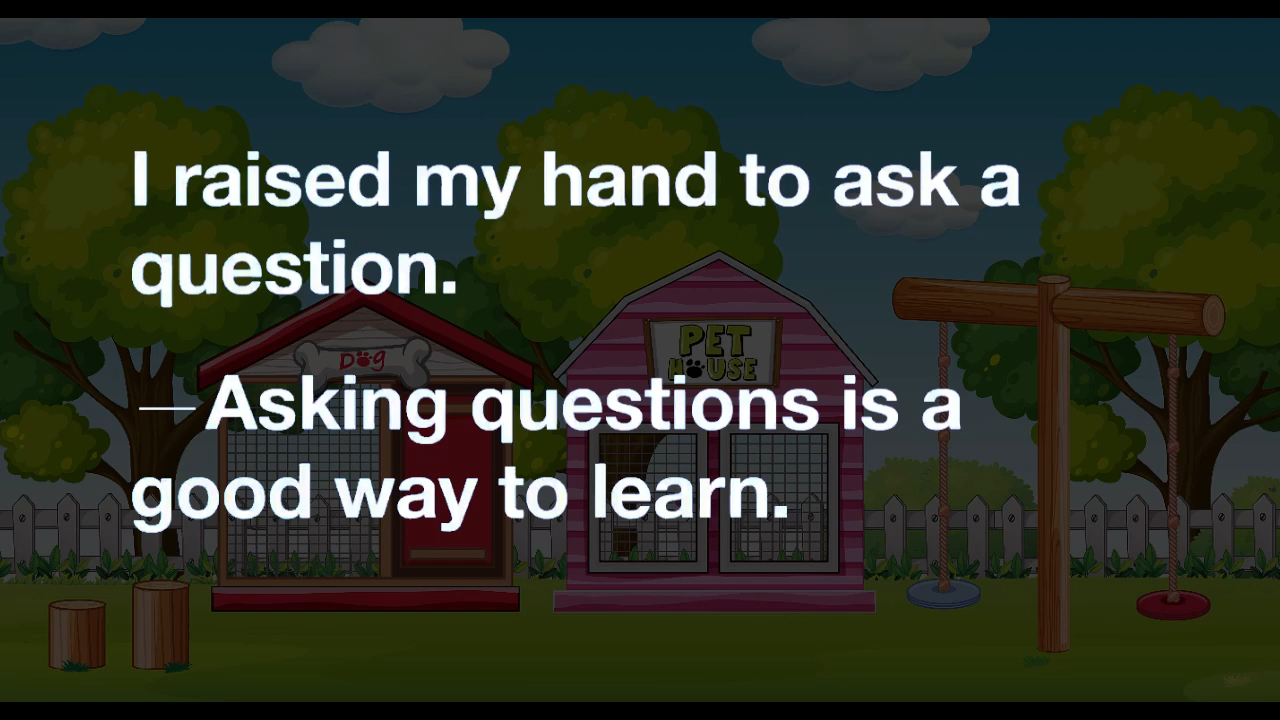 I raised my hand to ask a
question.
Dog
PET
HOUSE
— Asking questions is a
good way to learn.